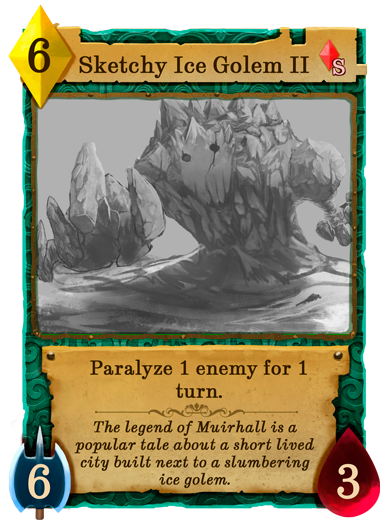 6
Sketchy Ice Golem II
S
Paralyze 1 enemy for 1
turn.
The legend of Muirhall is a
popular tale about a short lived
city built next to a slumbering
ice golem.
6
3